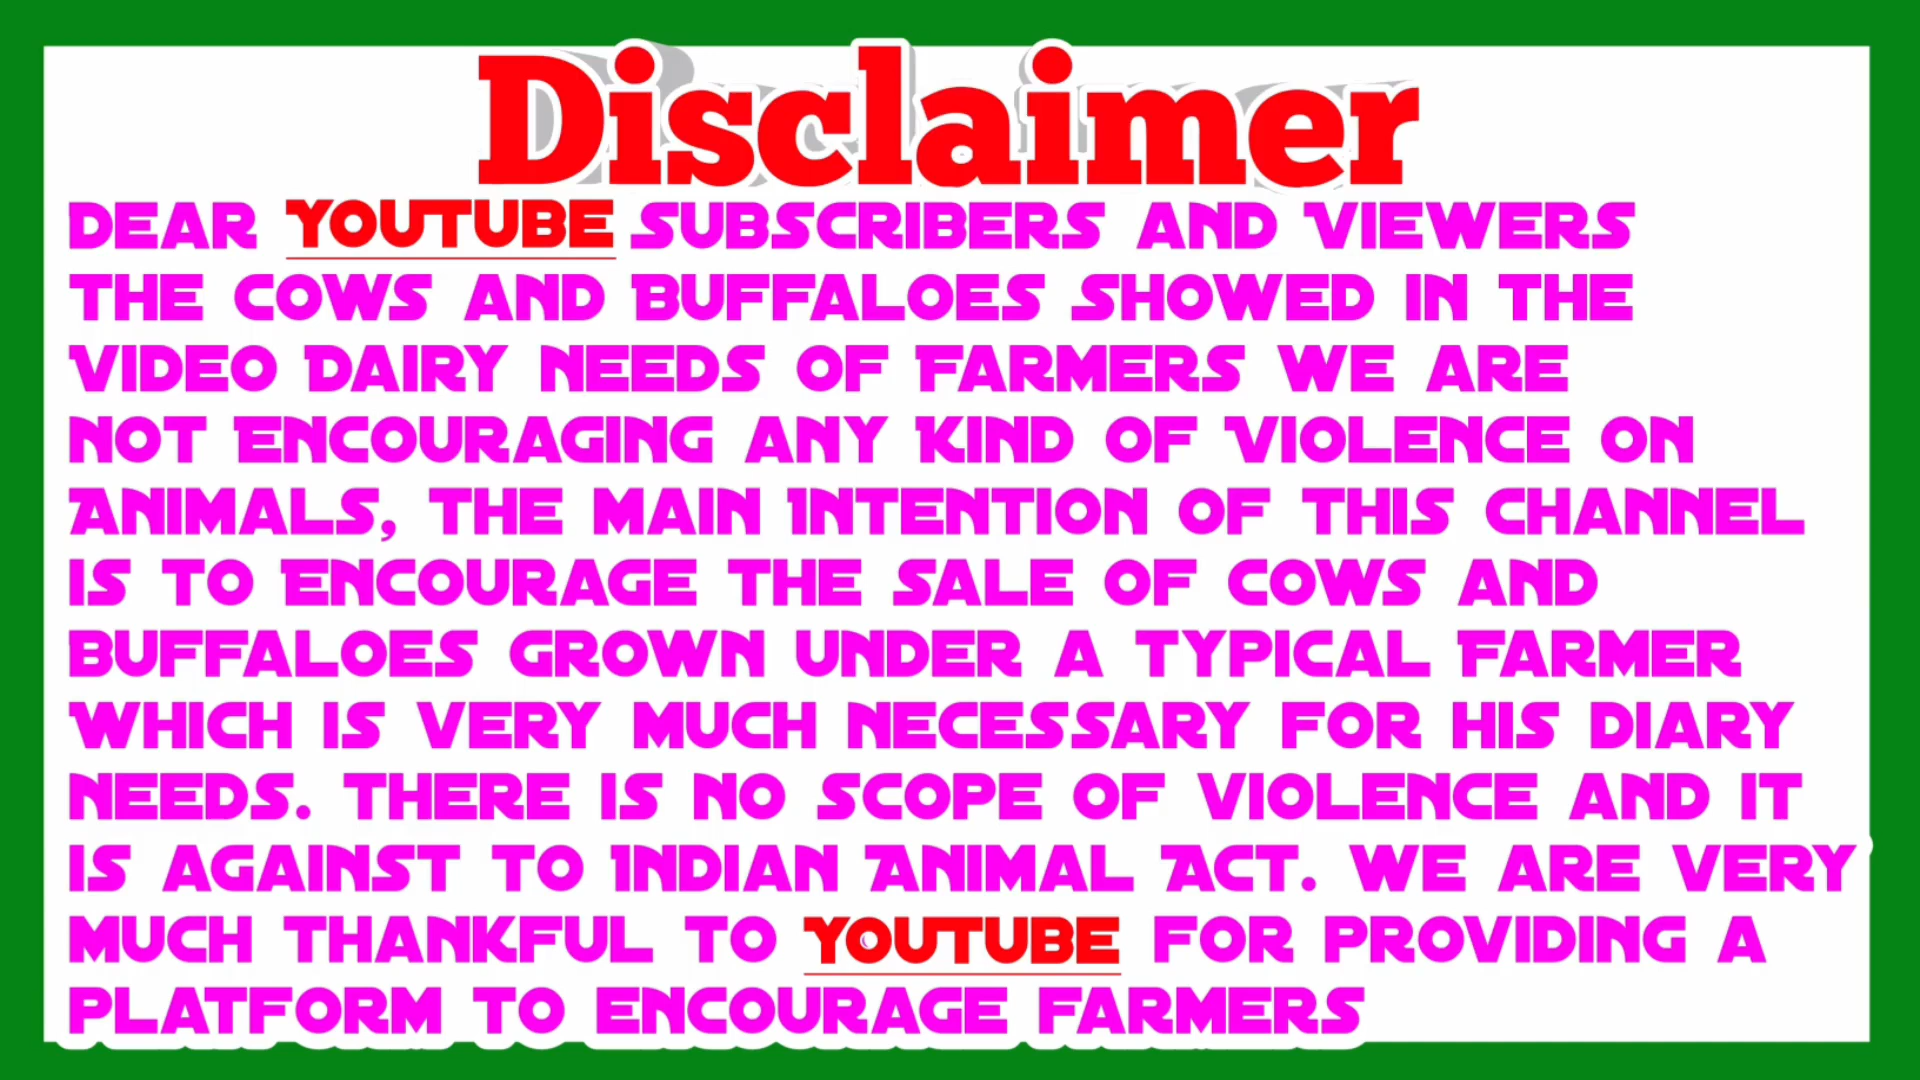 Disclaimer
DEAR YOUTUBE SUBSCRIBERS AND VIEWERS
THE COWS AND BUFFALOES SHOWED IN THE
VIDEO DAIRY NEEDS OF FARMERS WE ARE
NOT ENCOURAGING ANY KIND OF VIOLENCE ON
ANIMALS, THE MAIN INTENTION OF THIS CHANNEL
IS TO ENCOURAGE THE SALE OF COWS AND
BUFFALOES GROWN UNDER A TYPICAL FARMER
WHICH IS VERY MUCH NECESSARY FOR HIS DIARY
NEEDS. THERE IS NO SCOPE OF VIOLENCE AND IT
IS AGAINST TO INDIAN ANIMAL ACT. WE ARE VERY
MUCH THANKFUL TO YOUTUBE FOR PROVIDING A
PLATFORM TO ENCOURAGE FARMERS